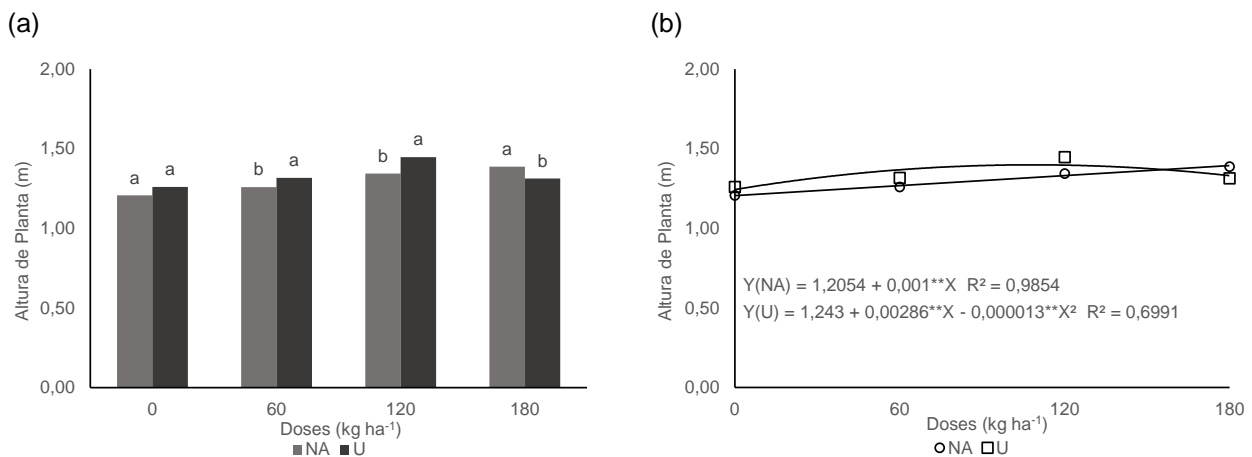 (a)
2,00
1,50
1,00
0,50
0,00
Altura de Planta (m)
a a b a b a a b
0 60 120 180
Doses (kg ha⁻¹)
NA U
(b)
2,00
1,50
1,00
0,50
0,00
Altura de Planta (m)
Y(NA) = 1,2054 + 0,001**X R² = 0,9854
Y(U) = 1,243 + 0,00286**X - 0,000013**X² R² = 0,6991
0 60 120 180
Doses (kg ha⁻¹)
NA U